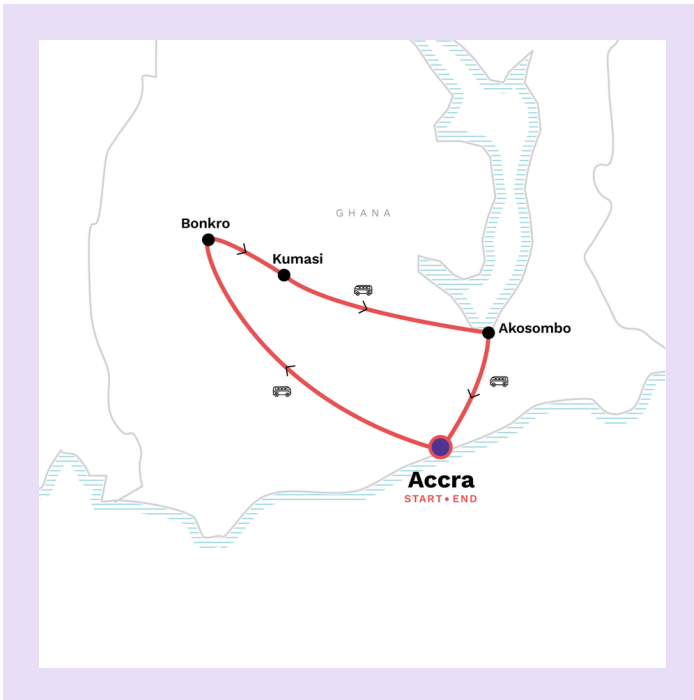 GHANA
Bonkro
Kumasi
Akosombo
Accra
START • END